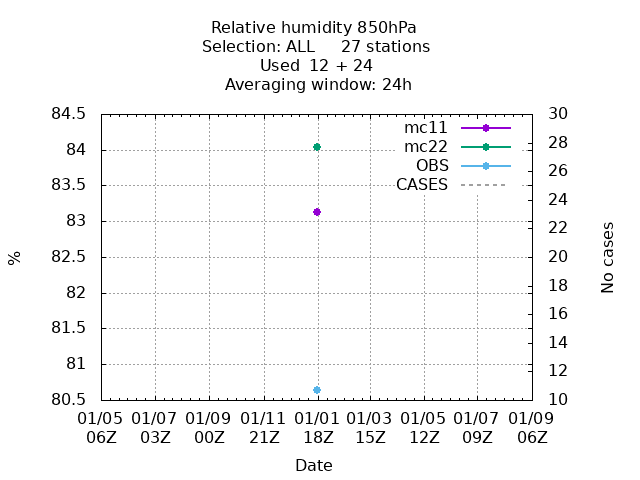 Relative humidity 850hPa
Selection: ALL 27 stations
Used 12 + 24
Averaging window: 24h
84.5
84
83.5
83
82.5
82
81.5
81
80.5
%
30
28
26
24
22
20
18
16
14
12
10
No cases
mc11
mc22
OBS
CASES
01/05 01/07 01/09 01/11 01/01 01/03 01/05 01/07 01/09
06Z 03Z 00Z 21Z 18Z 15Z 12Z 09Z 06Z
Date